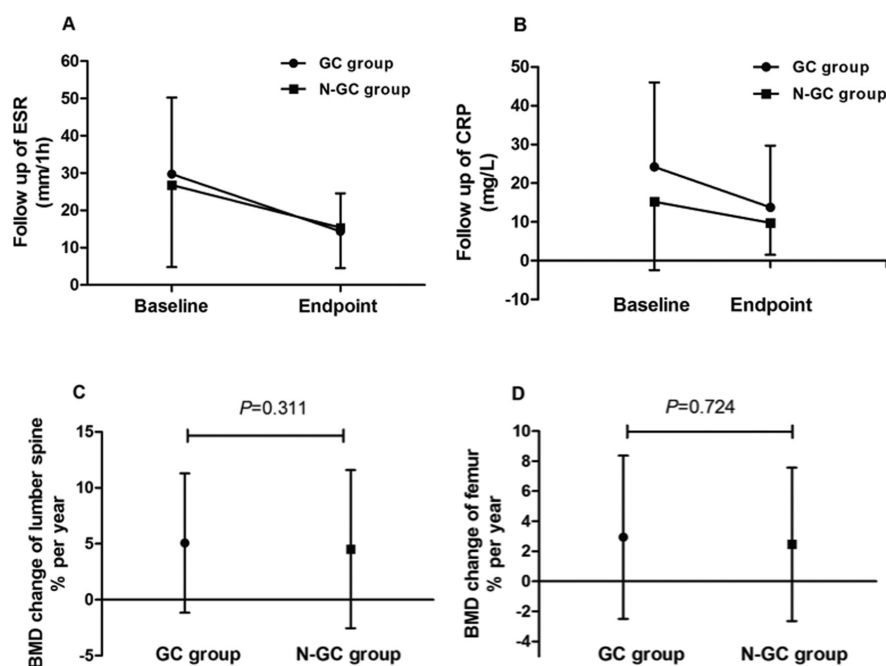 A
GC group
N-GC group
Follow up of ESR
(mm/1h)
60
50
40
30
20
10
0
Baseline
Endpoint
B
GC group
N-GC group
Follow up of CRP
(mg/L)
50
40
30
20
10
0
-10
Baseline
Endpoint
C
P=0.311
BMD change of lumber spine
% per year
15
10
5
0
-5
GC group
N-GC group
D
P=0.724
BMD change of femur
% per year
10
8
6
4
2
0
-2
-4
GC group
N-GC group